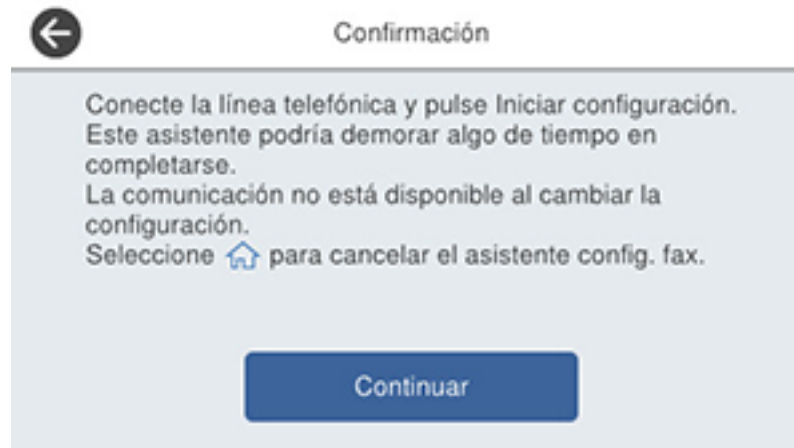 Confirmación
Conecte la línea telefónica y pulse Iniciar configuración.
Este asistente podría demorar algo de tiempo en
completarse.
La comunicación no está disponible al cambiar la
configuración.
Seleccione para cancelar el asistente config. fax.
Continuar